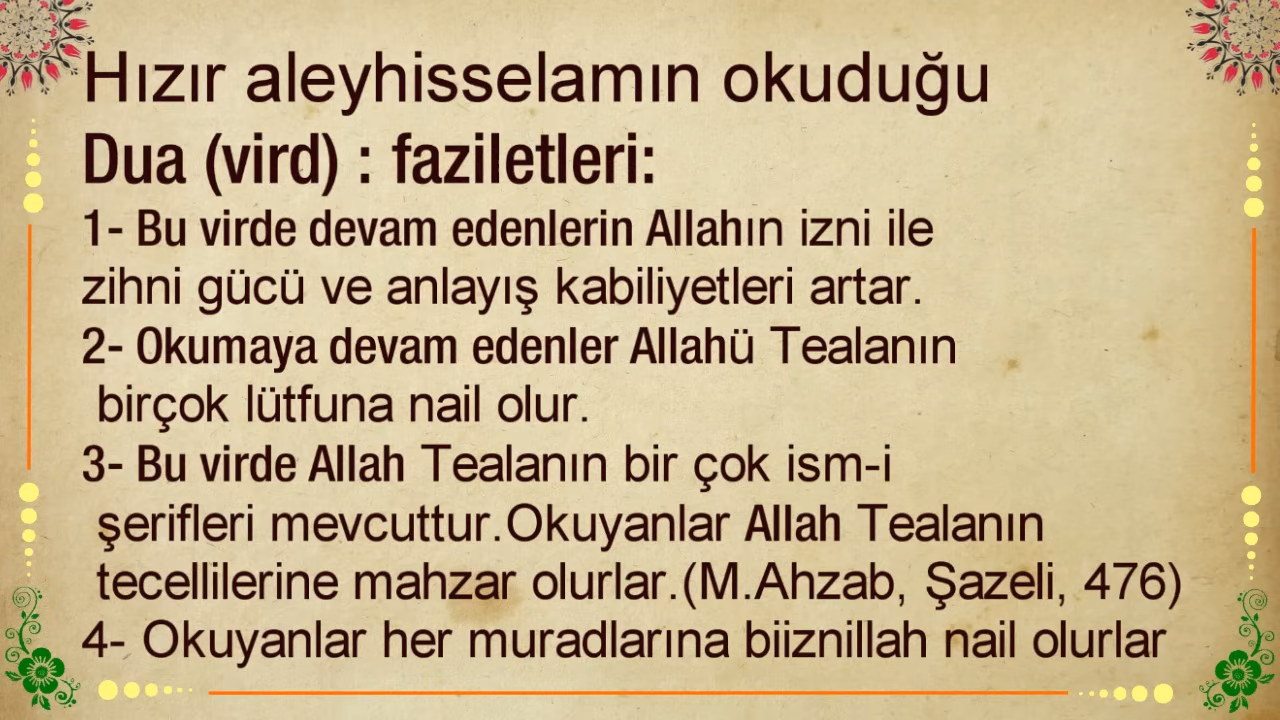 Hızır aleyhisselamın okuduğu
Dua (vird) : faziletleri:
1- Bu virde devam edenlerin Allahın izni ile
zihni gücü ve anlayış kabiliyetleri artar.
2- Okumaya devam edenler Allahü Tealanın
birçok lütfuna nail olur.
3- Bu virde Allah Tealanın bir çok ism-i
şerifleri mevcuttur.Okuyanlar Allah Tealanın
tecellilerine mahzar olurlar.(M.Ahzab, Şazeli, 476)
4- Okuyanlar her muradlarına biiznillah nail olurlar